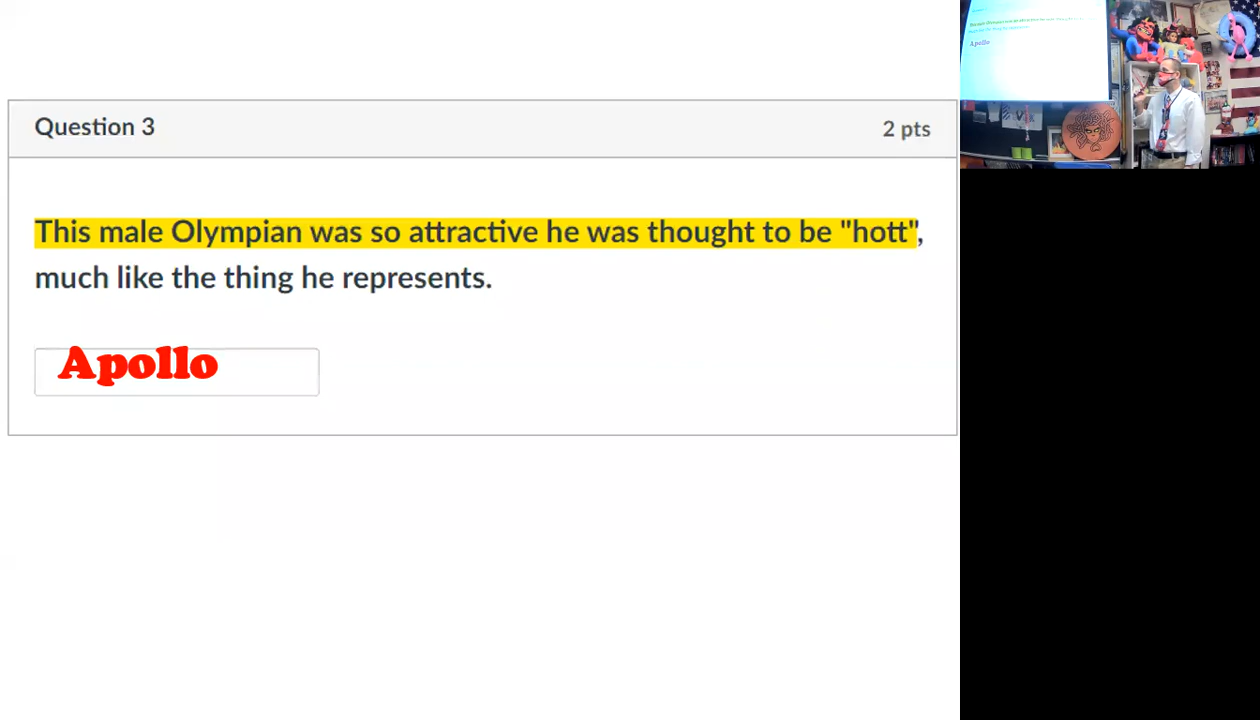 Question 3
2 pts
This male Olympian was so attractive he was thought to be "hott",
much like the thing he represents.
Apollo
Apollo